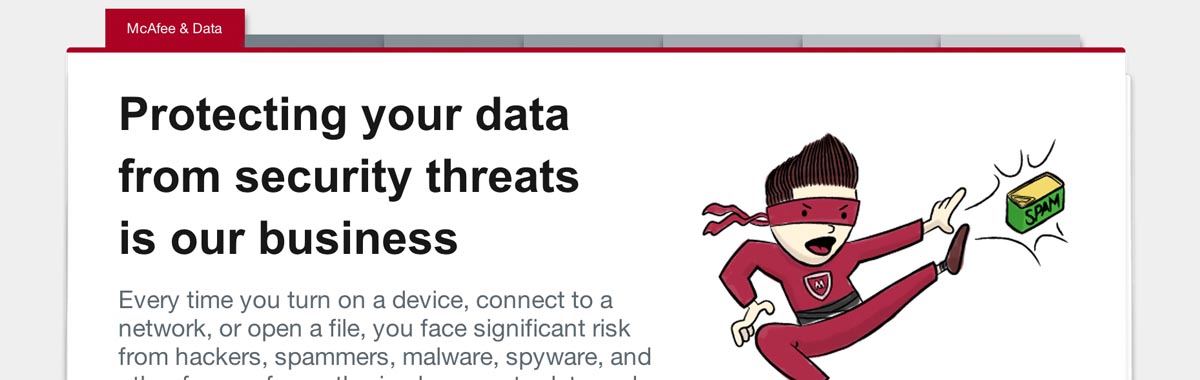 McAfee & Data
Protecting your data
from security threats
is our business
Every time you turn on a device, connect to a
network, or open a file, you face significant risk
from hackers, spammers, malware, spyware, and
SPAM
M